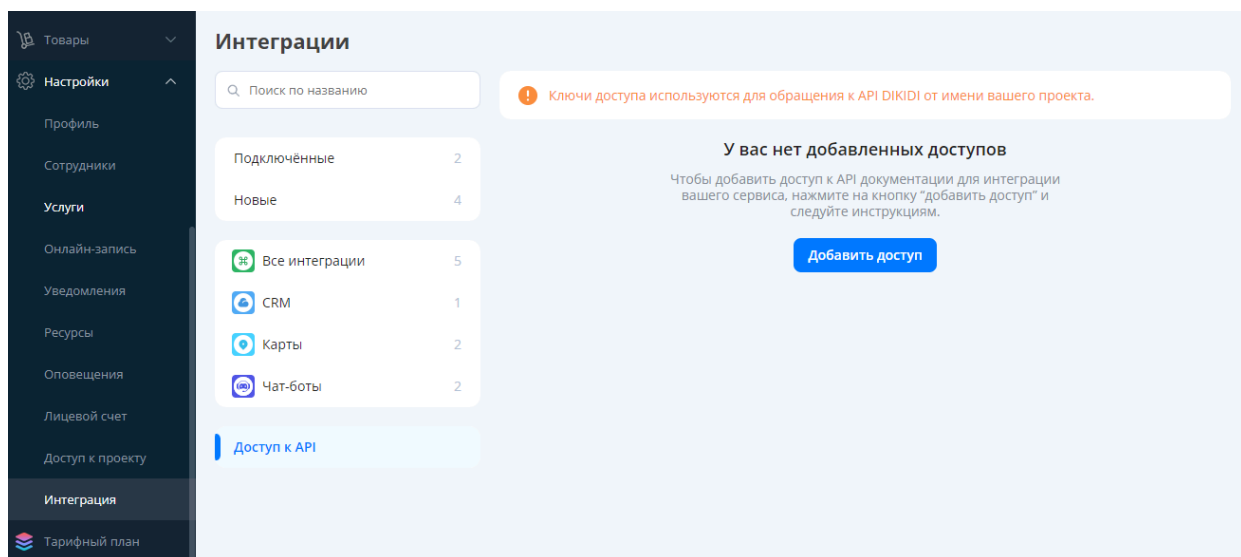 Товары
Настройки
Профиль
Сотрудники
Услуги
Онлайн-запись
Уведомления
Ресурсы
Оповещения
Лицевой счет
Доступ к проекту
Интеграция
Тарифный план
Интеграции
Поиск по названию
Подключённые 2
Новые 4
Все интеграции 5
CRM 1
Карты 2
Чат-боты 2
Доступ к API
Ключи доступа используются для обращения к API DIKIDI от имени вашего проекта.
У вас нет добавленных доступов
Чтобы добавить доступ к API документации для интеграции
вашего сервиса, нажмите на кнопку “добавить доступ” и
следуйте инструкциям.
Добавить доступ